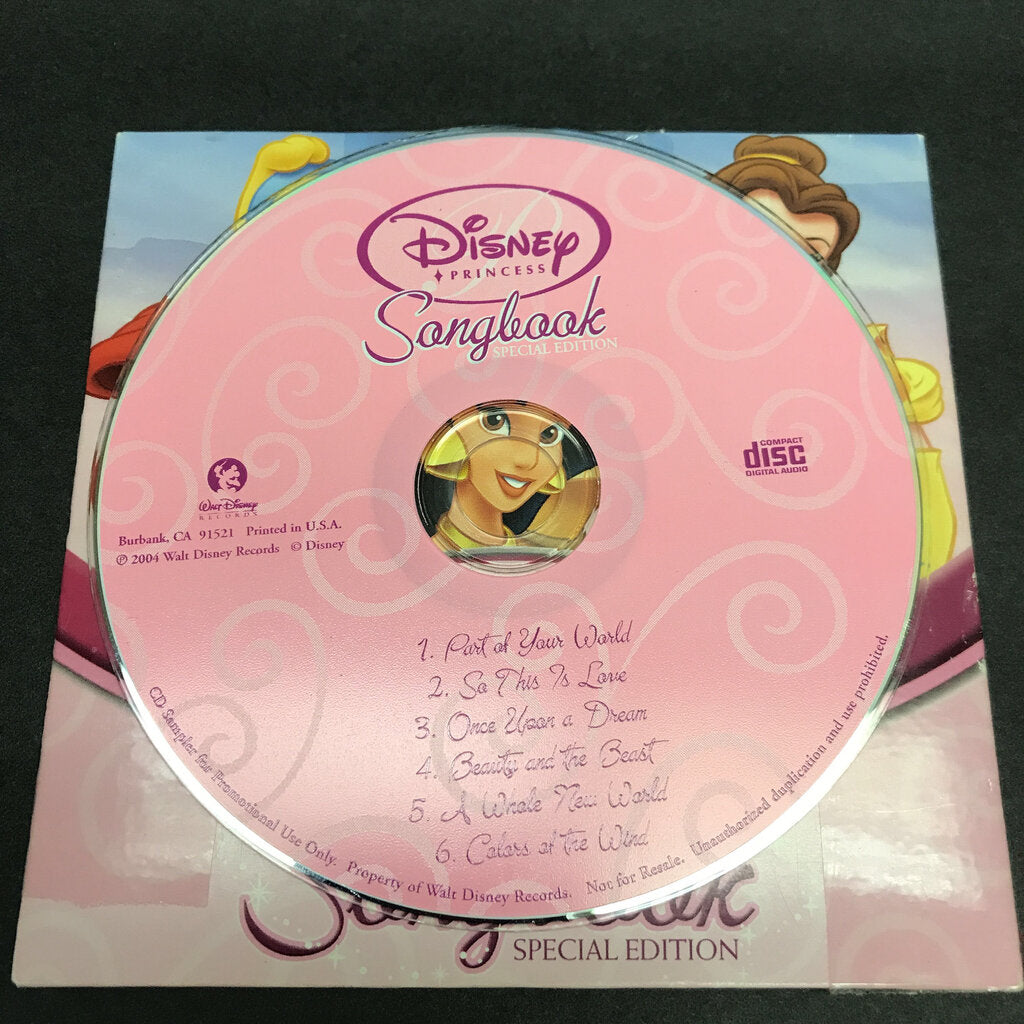 Disney
PRINCESS
Songbook
SPECIAL EDITION
COMPACT
disc
DIGITAL AUDIO
WALT DISNEY
RECORDS
Burbank, CA 91521 Printed in U.S.A.
℗ 2004 Walt Disney Records © Disney
1. Part of Your World
2. So This Is Love
3. Once Upon a Dream
4. Beauty and the Beast
5. A Whole New World
6. Colors of the Wind
CD Sampler for Promotional Use Only. Property of Walt Disney Records. Not for Resale. Unauthorized duplication and use prohibited.
SPECIAL EDITION